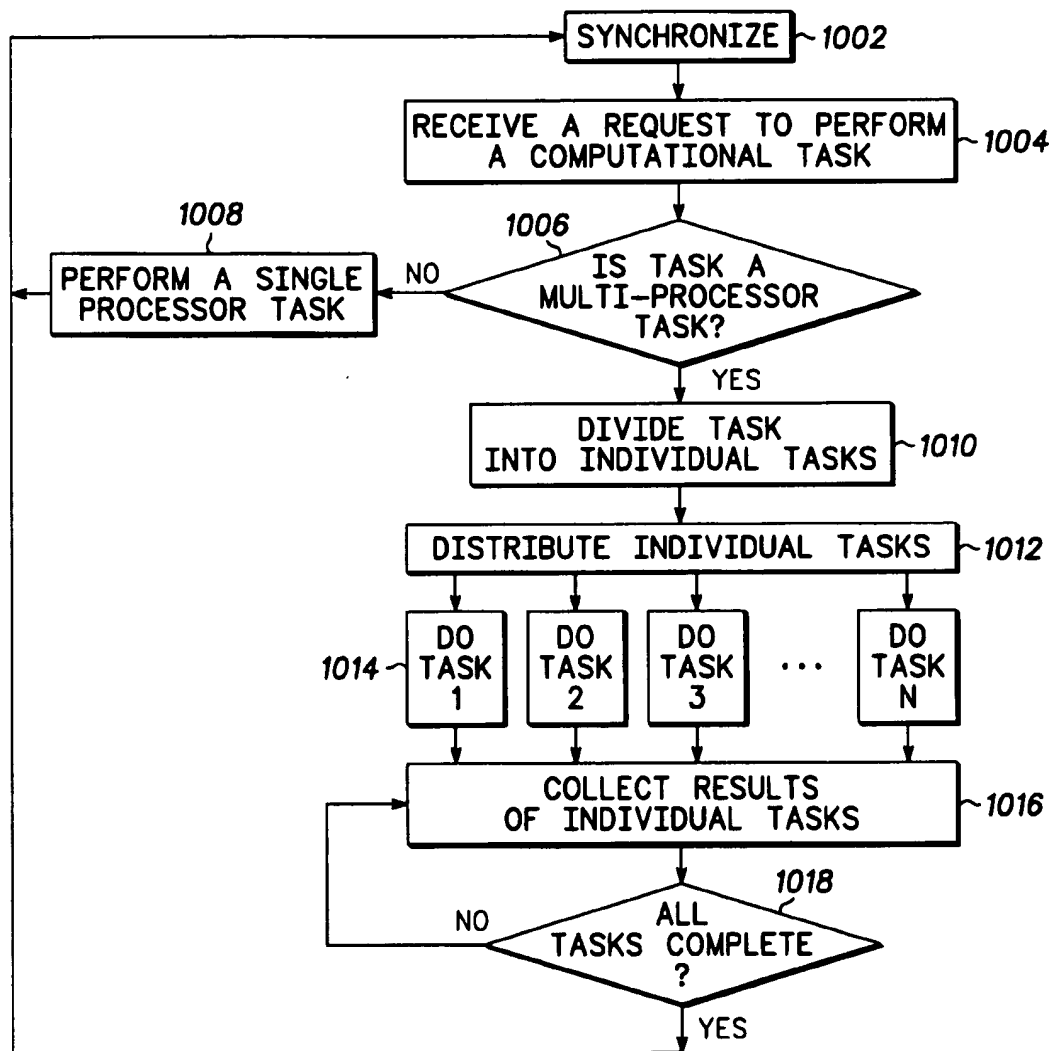 SYNCHRONIZE
1002
RECEIVE A REQUEST TO PERFORM
A COMPUTATIONAL TASK
1004
1006
IS TASK A
MULTI-PROCESSOR
TASK?
NO
1008
PERFORM A SINGLE
PROCESSOR TASK
YES
DIVIDE TASK
INTO INDIVIDUAL TASKS
1010
DISTRIBUTE INDIVIDUAL TASKS
1012
1014
DO
TASK
1
DO
TASK
2
DO
TASK
3
...
DO
TASK
N
COLLECT RESULTS
OF INDIVIDUAL TASKS
1016
1018
ALL
TASKS COMPLETE
?
NO
YES